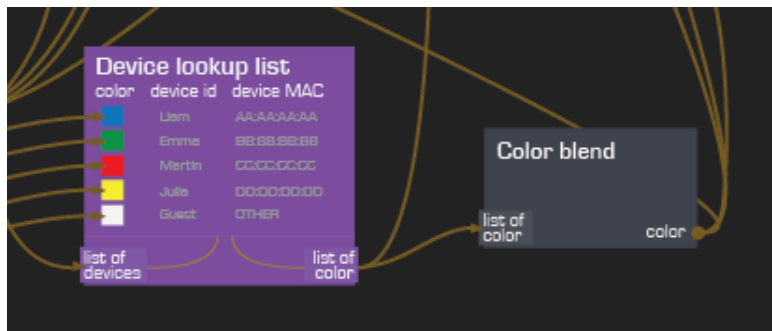 Device lookup list
color device id device MAC
Liam AA:AA:AA:AA
Emma BB:BB:BB:BB
Martin CC:CC:CC:CC
Julia DD:DD:DD:DD
Guest OTHER
list of
devices
list of
color
Color blend
list of
color
color